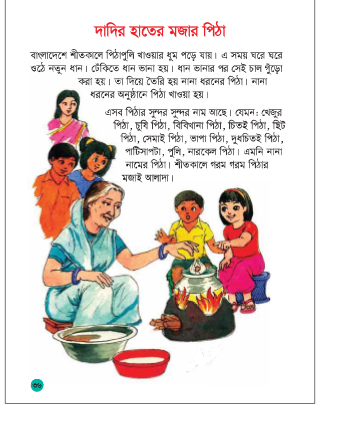 দাদির হাতের মজার পিঠা
বাংলাদেশে শীতকালে পিঠাপুলি খাওয়ার ধুম পড়ে যায়। এ সময় ঘরে ঘরে
ওঠে নতুন ধান। ঢেঁকিতে ধান ভানা হয়। ধান ভানার পর সেই চাল গুঁড়ো
করা হয়। তা দিয়ে তৈরি হয় নানা ধরনের পিঠা। নানা
ধরনের অনুষ্ঠানে পিঠা খাওয়া হয়।
এসব পিঠার সুন্দর সুন্দর নাম আছে। যেমন: খেজুর
পিঠা, চুষি পিঠা, বিবিখানা পিঠা, চিতই পিঠা, ছিট
পিঠা, সেমাই পিঠা, ভাপা পিঠা, দুধচিতই পিঠা,
পাটিসাপটা, পুলি, নারকেল পিঠা। এমনি নানা
নামের পিঠা। শীতকালে গরম গরম পিঠার
মজাই আলাদা।
৩৬